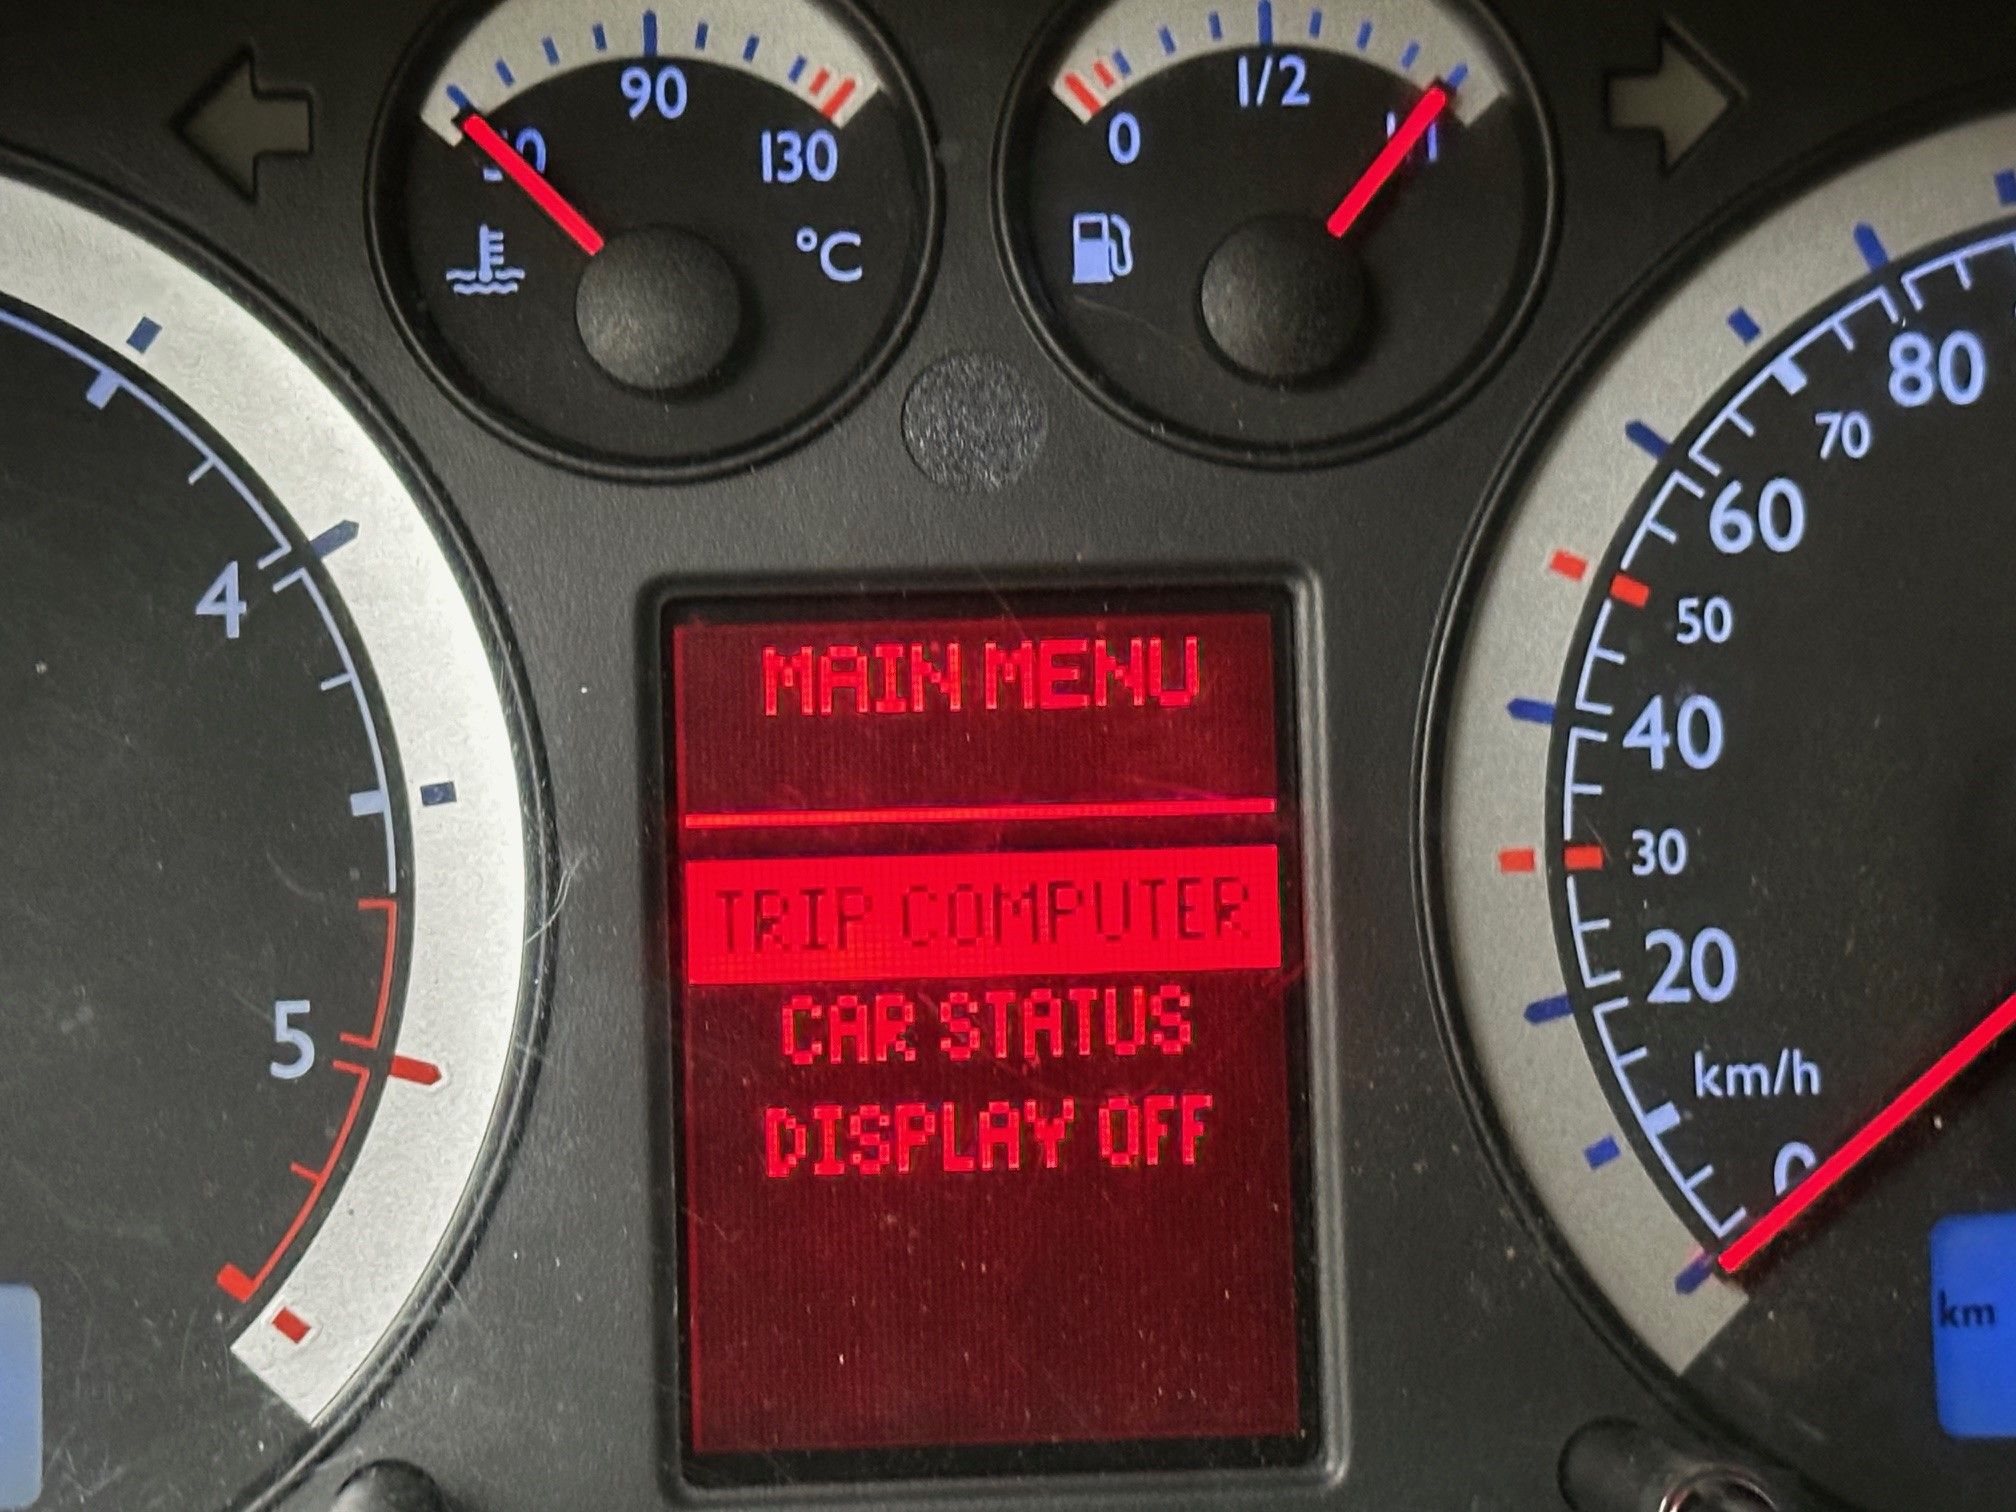 90
130
°C
0
1/2
80
70
60
50
40
30
20
km/h
4
5
MAIN MENU
TRIP COMPUTER
CAR STATUS
DISPLAY OFF
km